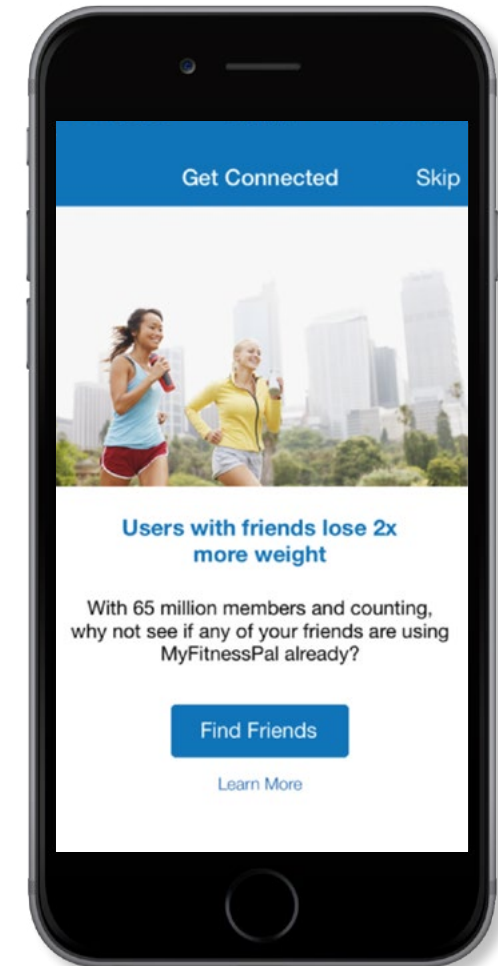 Get Connected
Skip
Users with friends lose 2x
more weight
With 65 million members and counting,
why not see if any of your friends are using
MyFitnessPal already?
Find Friends
Learn More